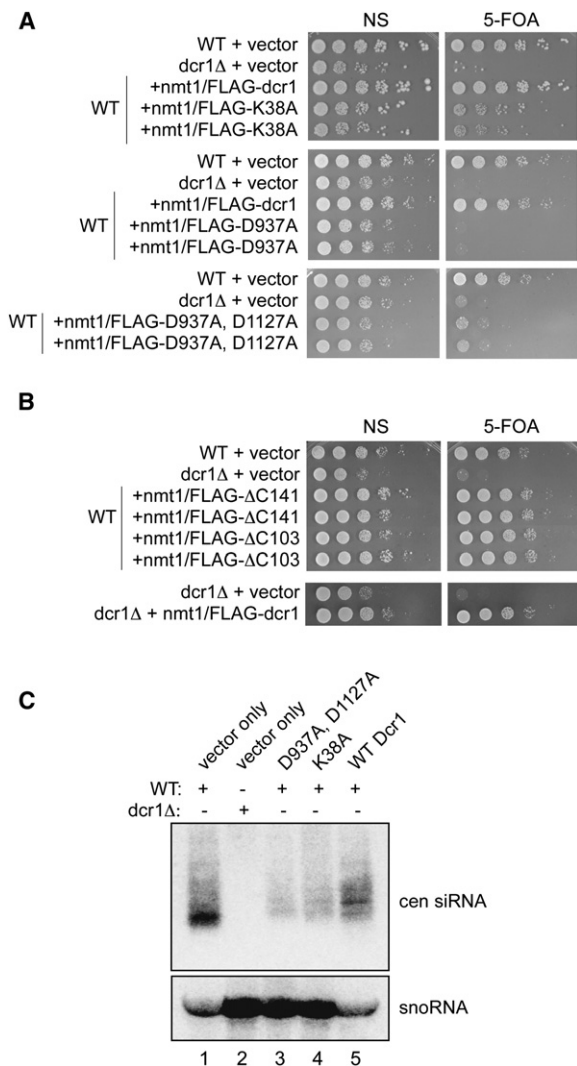 A
NS 5-FOA
WT + vector
dcr1Δ + vector
+nmt1/FLAG-dcr1
WT +nmt1/FLAG-K38A
+nmt1/FLAG-K38A
WT + vector
dcr1Δ + vector
+nmt1/FLAG-dcr1
WT +nmt1/FLAG-D937A
+nmt1/FLAG-D937A
WT + vector
dcr1Δ + vector
WT +nmt1/FLAG-D937A, D1127A
+nmt1/FLAG-D937A, D1127A
B
NS 5-FOA
WT + vector
dcr1Δ + vector
+nmt1/FLAG-ΔC141
WT +nmt1/FLAG-ΔC141
+nmt1/FLAG-ΔC103
+nmt1/FLAG-ΔC103
dcr1Δ + vector
dcr1Δ + nmt1/FLAG-dcr1
C
vector only vector only D937A, D1127A K38A WT Dcr1
WT: + - + + +
dcr1Δ: - + - - -
cen siRNA
snoRNA
1 2 3 4 5